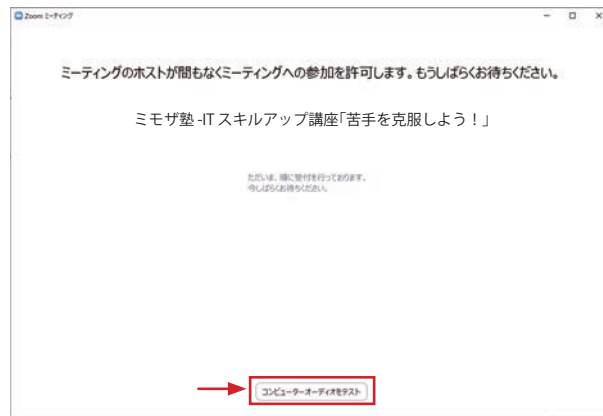 Zoom ミーティング
ミーティングのホストが間もなくミーティングへの参加を許可します。もうしばらくお待ちください。
ミモザ塾 -IT スキルアップ講座「苦手を克服しよう！」
ただいま、順に受付を行っております。
今しばらくお待ちください。
コンピューターオーディオをテスト